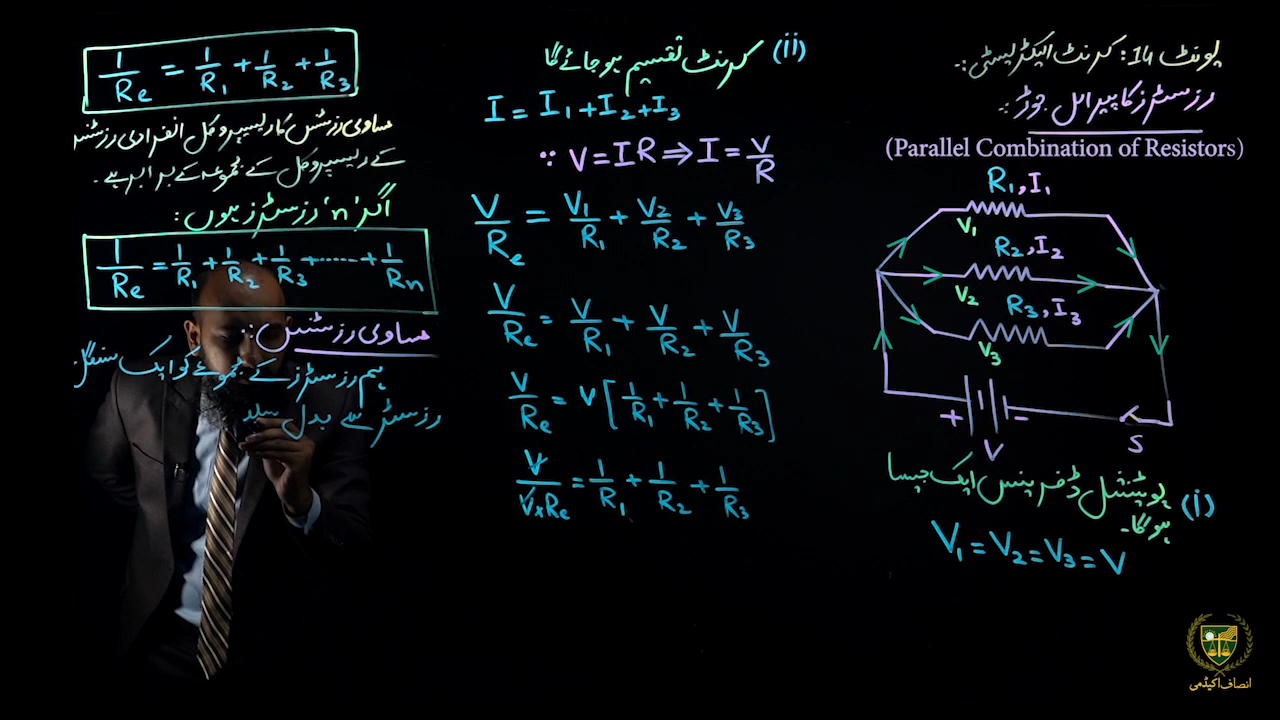 یونٹ 14: کرنٹ الیکٹریسٹی:۔
رزسٹرز کا پیرالل جوڑ:۔
(Parallel Combination of Resistors)
R₁, I₁
V₁
R₂, I₂
V₂
R₃, I₃
V₃
+ −
V
S
(i) پوٹینشل ڈفرینس ایک جیسا
ہوگا۔
V₁ = V₂ = V₃ = V
(ii) کرنٹ تقسیم ہو جائے گا
I = I₁ + I₂ + I₃
∵ V = IR ⇒ I = V/R
V/Re = V₁/R₁ + V₂/R₂ + V₃/R₃
V/Re = V/R₁ + V/R₂ + V/R₃
V/Re = V[1/R₁ + 1/R₂ + 1/R₃]
V/V×Re = 1/R₁ + 1/R₂ + 1/R₃
1/Re = 1/R₁ + 1/R₂ + 1/R₃
مساوی رزسٹنس کا ریسپروکل انفرادی رزسٹنس
کے ریسپروکل کے مجموعہ کے برابر ہے۔
اگر 'n' رزسٹرز ہوں:
1/Re = 1/R₁ + 1/R₂ + 1/R₃ + ...... + 1/Rn
مساوی رزسٹنس:۔
ہم رزسٹرز کے مجموعے کو ایک سنگل
رزسٹر سے بدل
انصاف اکیڈمی